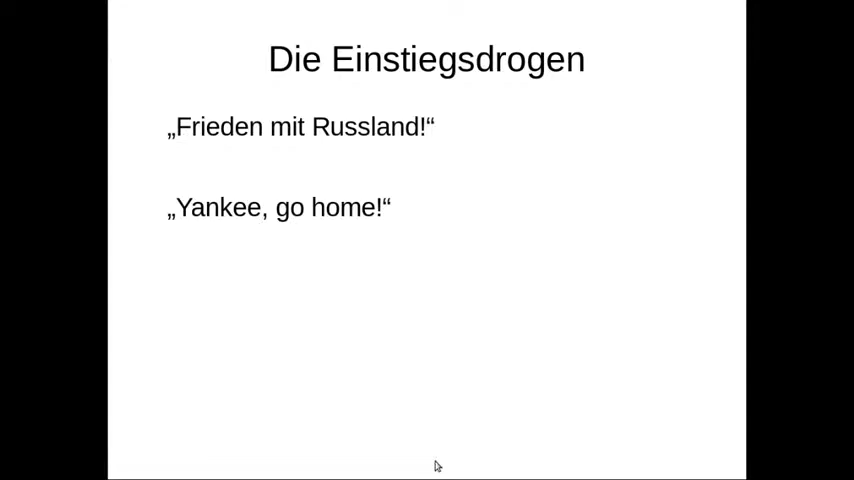 Die Einstiegsdrogen
„Frieden mit Russland!“
„Yankee, go home!“